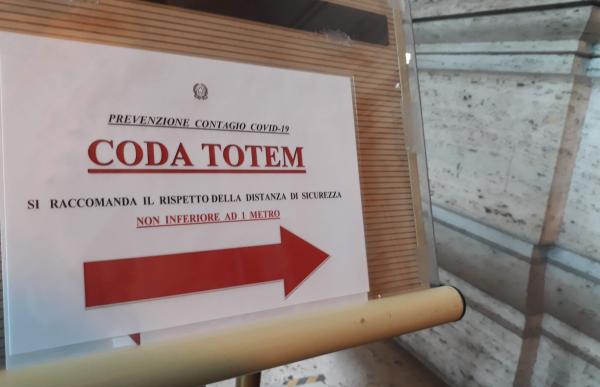 PREVENZIONE CONTAGIO COVID-19
CODA TOTEM
SI RACCOMANDA IL RISPETTO DELLA DISTANZA DI SICUREZZA
NON INFERIORE AD 1 METRO